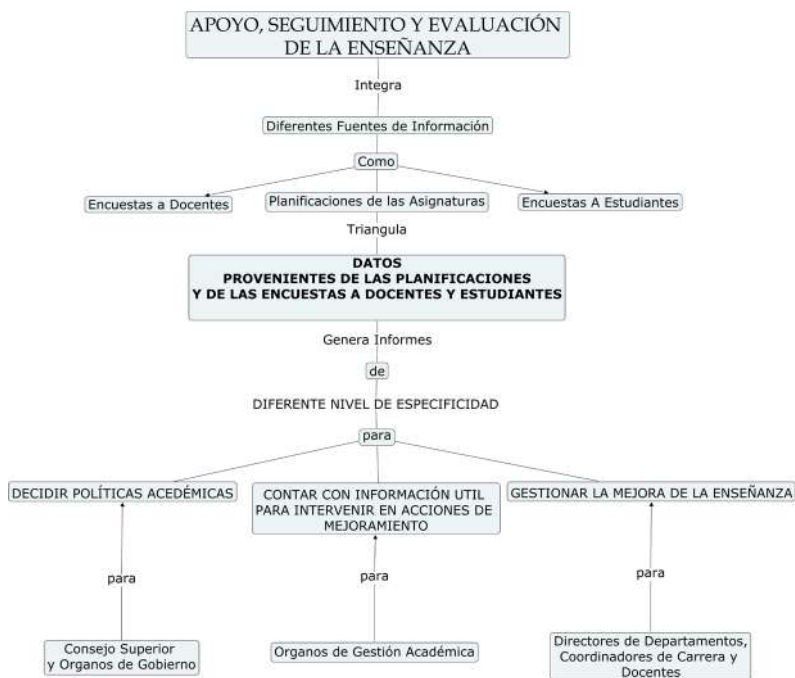 APOYO, SEGUIMIENTO Y EVALUACIÓN
DE LA ENSEÑANZA
Integra
Diferentes Fuentes de Información
Como
Encuestas a Docentes
Planificaciones de las Asignaturas
Encuestas A Estudiantes
Triangula
DATOS
PROVENIENTES DE LAS PLANIFICACIONES
Y DE LAS ENCUESTAS A DOCENTES Y ESTUDIANTES
Genera Informes
de
DIFERENTE NIVEL DE ESPECIFICIDAD
para
DECIDIR POLÍTICAS ACEDÉMICAS
CONTAR CON INFORMACIÓN UTIL
PARA INTERVENIR EN ACCIONES DE
MEJORAMIENTO
GESTIONAR LA MEJORA DE LA ENSEÑANZA
para
para
para
Consejo Superior
y Organos de Gobierno
Organos de Gestión Académica
Directores de Departamentos,
Coordinadores de Carrera y
Docentes